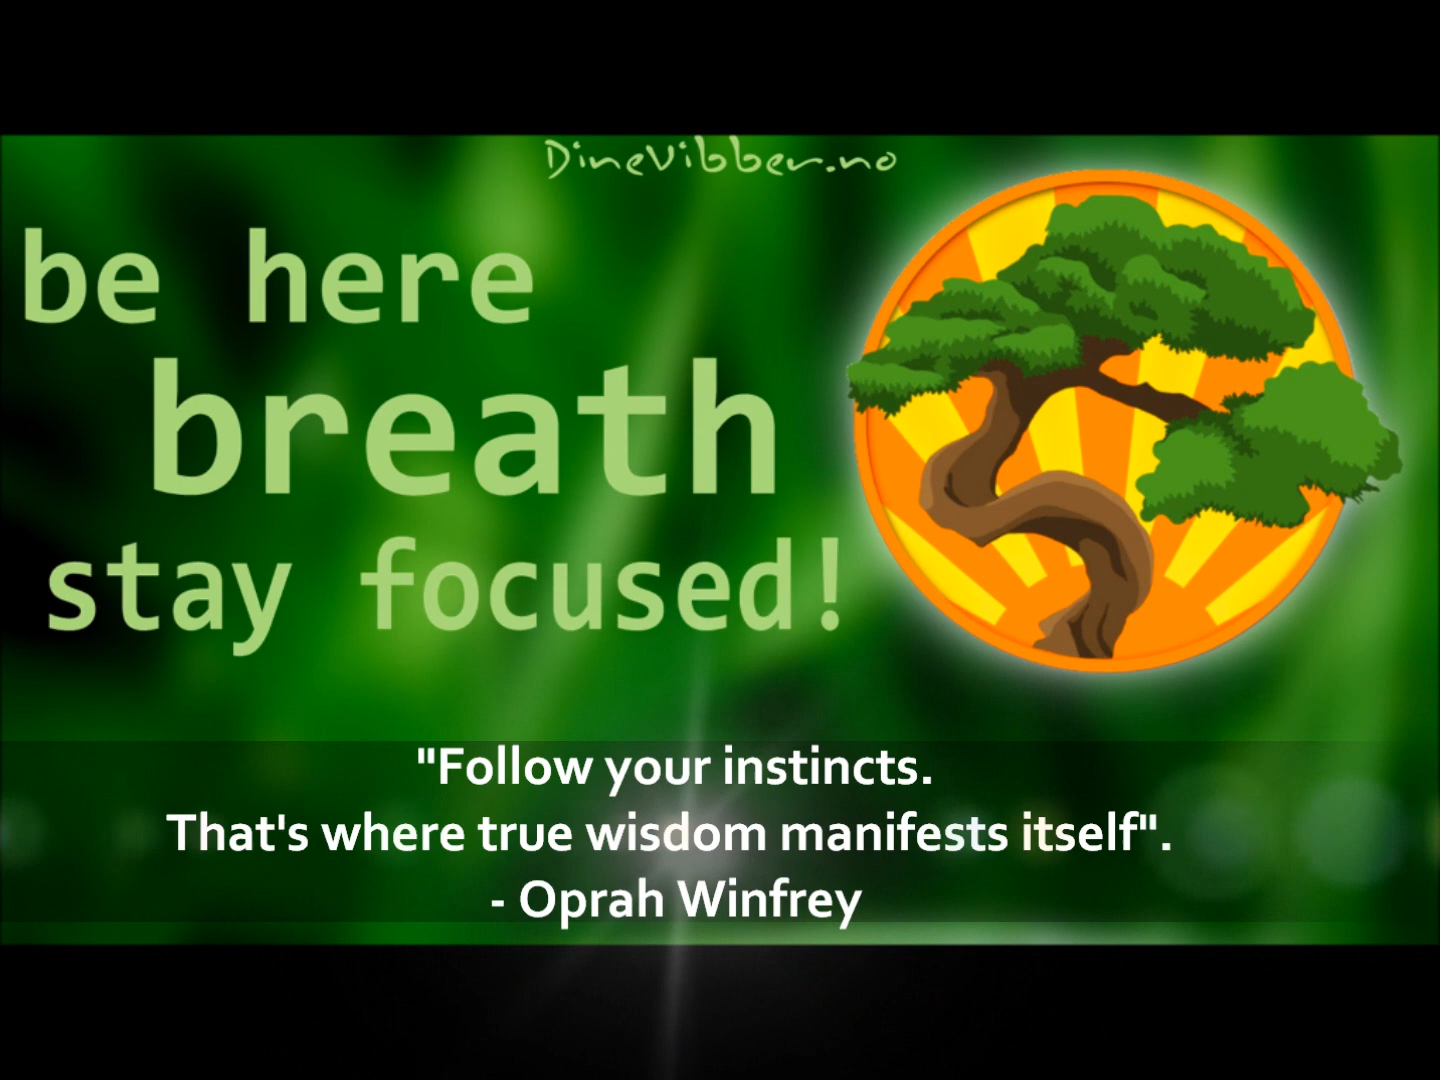 DineVibber.no
be here
breath
stay focused!
"Follow your instincts.
That's where true wisdom manifests itself".
- Oprah Winfrey